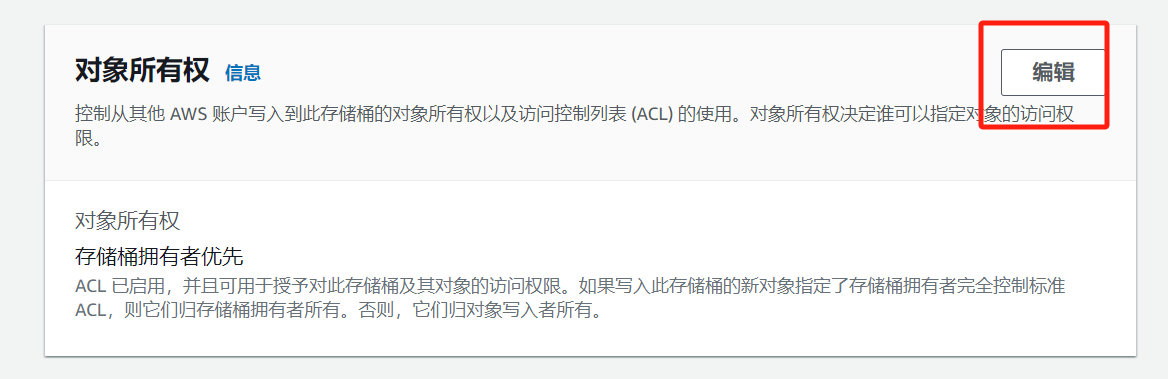 对象所有权 信息
编辑
控制从其他 AWS 账户写入到此存储桶的对象所有权以及访问控制列表 (ACL) 的使用。对象所有权决定谁可以指定对象的访问权
限。
对象所有权
存储桶拥有者优先
ACL 已启用，并且可用于授予对此存储桶及其对象的访问权限。如果写入此存储桶的新对象指定了存储桶拥有者完全控制标准
ACL，则它们归存储桶拥有者所有。否则，它们归对象写入者所有。